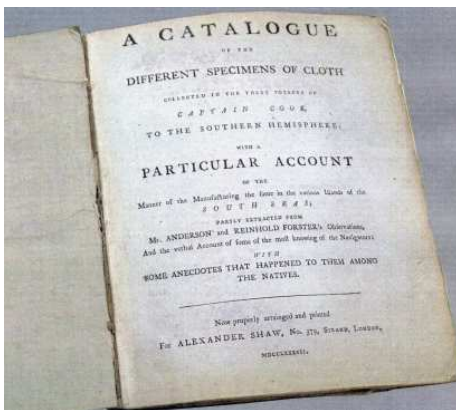 A CATALOGUE
OF THE
DIFFERENT SPECIMENS OF CLOTH
COLLECTED IN THE THREE VOYAGES OF
CAPTAIN COOK,
TO THE SOUTHERN HEMISPHERE;
WITH A
PARTICULAR ACCOUNT
OF THE
Manner of the Manufacturing the same in the various Islands of the
SOUTH SEAS;
PARTLY EXTRACTED FROM
Mr. ANDERSON and REINHOLD FORSTER's Observations,
And the verbal Account of some of the most knowing of the Navigators:
WITH
SOME ANECDOTES THAT HAPPENED TO THEM AMONG
THE NATIVES.
Now properly arranged and printed
For ALEXANDER SHAW, No. 379, STRAND, LONDON,
MDCCLXXXVII.